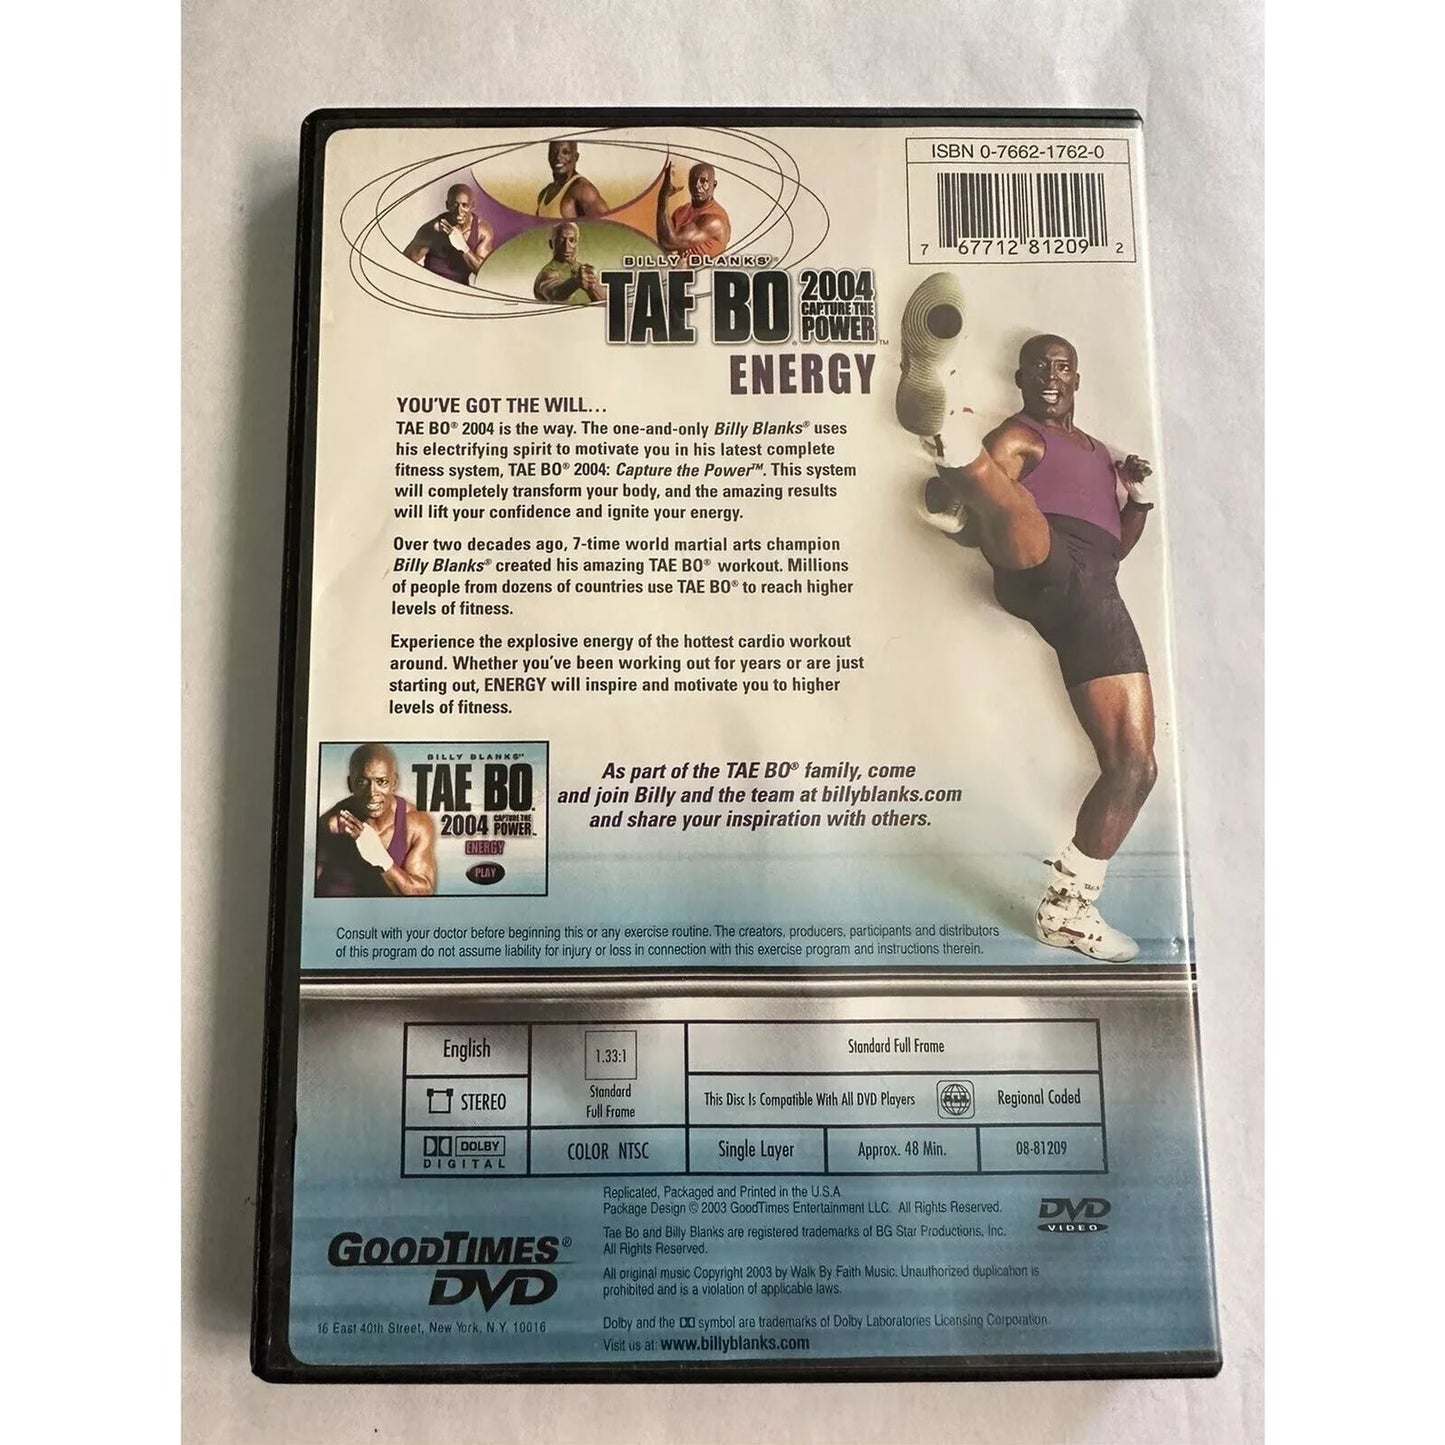 ISBN 0-7662-1762-0
7 67712 81209 2
BILLY BLANKS'
TAE BO® 2004
CAPTURE THE
POWER™
ENERGY
YOU'VE GOT THE WILL...
TAE BO® 2004 is the way. The one-and-only Billy Blanks® uses
his electrifying spirit to motivate you in his latest complete
fitness system, TAE BO® 2004: Capture the Power™. This system
will completely transform your body, and the amazing results
will lift your confidence and ignite your energy.
Over two decades ago, 7-time world martial arts champion
Billy Blanks® created his amazing TAE BO® workout. Millions
of people from dozens of countries use TAE BO® to reach higher
levels of fitness.
Experience the explosive energy of the hottest cardio workout
around. Whether you've been working out for years or are just
starting out, ENERGY will inspire and motivate you to higher
levels of fitness.
BILLY BLANKS'
TAE BO.
2004 CAPTURE THE
POWER™
ENERGY
PLAY
As part of the TAE BO® family, come
and join Billy and the team at billyblanks.com
and share your inspiration with others.
Consult with your doctor before beginning this or any exercise routine. The creators, producers, participants and distributors
of this program do not assume liability for injury or loss in connection with this exercise program and instructions therein.
English
1.33:1
Standard
Full Frame
Standard Full Frame
STEREO
This Disc Is Compatible With All DVD Players
ALL
Regional Coded
DOLBY
DIGITAL
COLOR NTSC
Single Layer
Approx. 48 Min.
08-81209
Replicated, Packaged and Printed in the U.S.A
Package Design © 2003 GoodTimes Entertainment LLC. All Rights Reserved.
Tae Bo and Billy Blanks are registered trademarks of BG Star Productions, Inc.
All Rights Reserved.
All original music Copyright 2003 by Walk By Faith Music. Unauthorized duplication is
prohibited and is a violation of applicable laws.
Dolby and the DD symbol are trademarks of Dolby Laboratories Licensing Corporation.
Visit us at: www.billyblanks.com
DVD
VIDEO
GOODTIMES®
DVD
16 East 40th Street, New York, N.Y. 10016